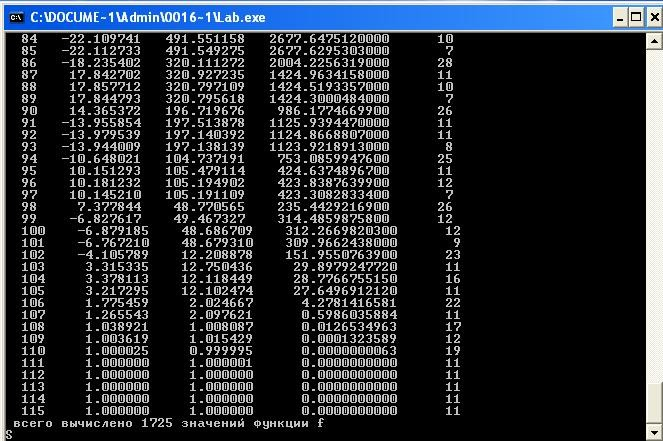 C:\DOCUME~1\Admin\0016~1\Lab.exe
84 -22.109741 491.551158 2677.6475120000 10
85 -22.112733 491.549275 2677.6295303000 7
86 -18.235402 320.111272 2004.2256319000 28
87 17.842702 320.927235 1424.9634158000 11
88 17.857712 320.797109 1424.5193357000 10
89 17.844793 320.795618 1424.3000484000 7
90 14.365372 196.719676 986.1774669900 26
91 -13.955854 197.513878 1125.9394470000 11
92 -13.979539 197.140392 1124.8668807000 11
93 -13.944009 197.138139 1123.9218913000 8
94 -10.648021 104.737191 753.0859947600 25
95 10.151293 105.479114 424.6374896700 11
96 10.181232 105.194902 423.8387639900 12
97 10.145210 105.191109 423.3082833400 7
98 7.377844 48.770565 235.4429216900 26
99 -6.827617 49.467327 314.4859875800 12
100 -6.879185 48.686709 312.2669820300 12
101 -6.767210 48.679310 309.9662438000 9
102 -4.105789 12.208878 151.9550763900 23
103 3.315335 12.750436 29.8979247720 11
104 3.378113 12.118449 28.7766755150 16
105 3.217295 12.102474 27.6496912120 11
106 1.775459 2.024667 4.2781416581 22
107 1.265543 2.097621 0.5986035884 11
108 1.038921 1.008087 0.0126534963 17
109 1.003619 1.015429 0.0001323589 12
110 1.000025 0.999995 0.0000000063 19
111 1.000000 1.000001 0.0000000000 11
112 1.000000 1.000000 0.0000000000 11
113 1.000000 1.000000 0.0000000000 11
114 1.000000 1.000000 0.0000000000 11
115 1.000000 1.000000 0.0000000000 11
всего вычислено 1725 значений функции f
S